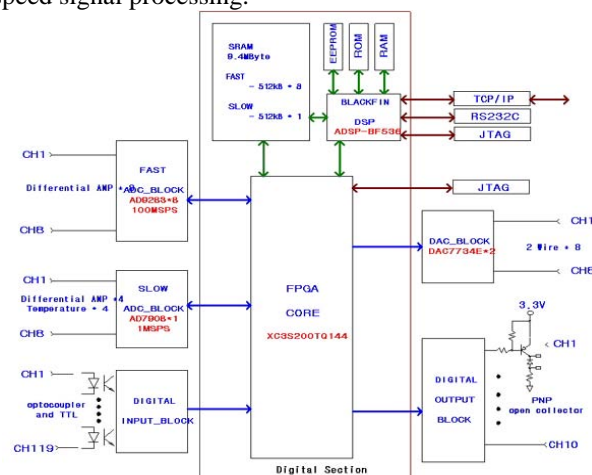 speed signal processing.
SRAM
9.4MByte
FAST
- 512kB * 8
SLOW
- 512kB * 1
EEPROM
ROM
RAM
BLACKFIN
DSP
ADSP-BF536
TCP/IP
RS232C
JTAG
JTAG
CH1
Differential AMP * 8
CH8
FAST
ADC_BLOCK
AD9283*8
100MSPS
CH1
Differential AMP *4
Temperature * 4
CH8
SLOW
ADC_BLOCK
AD7908*1
1MSPS
CH1
optocoupler
and TTL
CH119
DIGITAL
INPUT_BLOCK
FPGA
CORE
XC3S200TQ144
DAC_BLOCK
DAC7734E*2
CH1
2 Wire * 8
CH8
3.3V
CH1
PNP
open collector
CH10
DIGITAL
OUTPUT
BLOCK
Digital Section